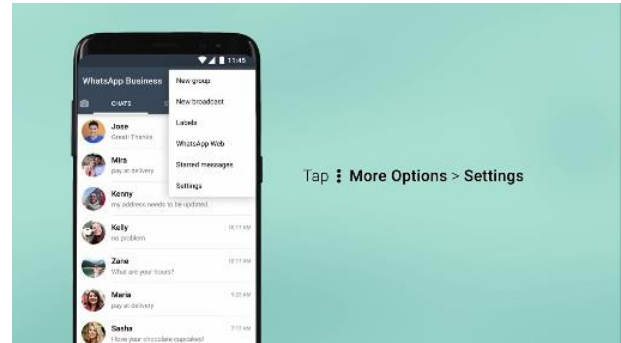 11:45
WhatsApp Business
New group
New broadcast
CHATS
Labels
WhatsApp Web
Starred messages
Settings
Jose
Great! Thanks
Mira
pay at delivery
Kenny
my address needs to be updated.
Kelly
10:17 AM
no problem
Zane
10:17 AM
What are your hours?
Maria
9:22 AM
pay at delivery
Sasha
7:17 AM
I love your chocolate cupcakes!
Tap ⋮ More Options > Settings